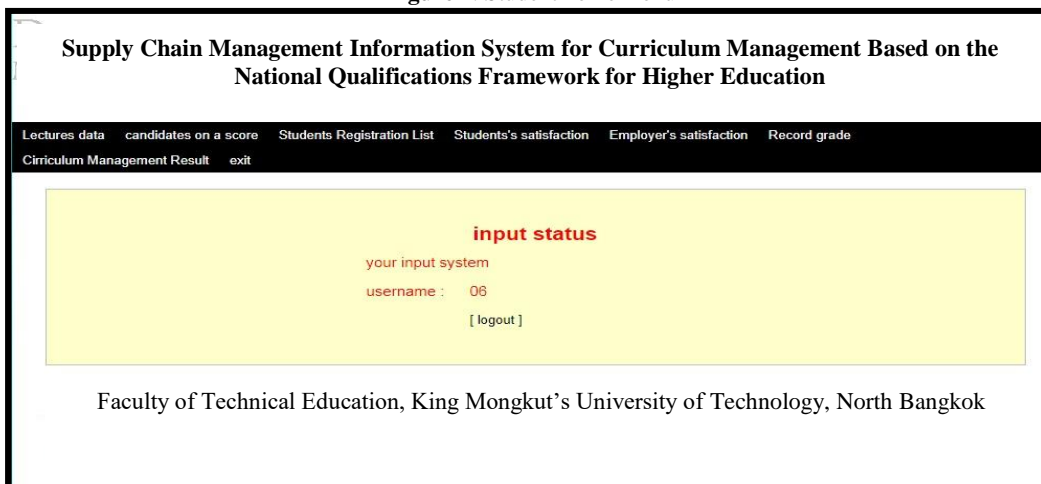 Supply Chain Management Information System for Curriculum Management Based on the
National Qualifications Framework for Higher Education
Lectures data candidates on a score Students Registration List Students's satisfaction Employer's satisfaction Record grade
Cirriculum Management Result exit
input status
your input system
username : 06
[ logout ]
Faculty of Technical Education, King Mongkut’s University of Technology, North Bangkok